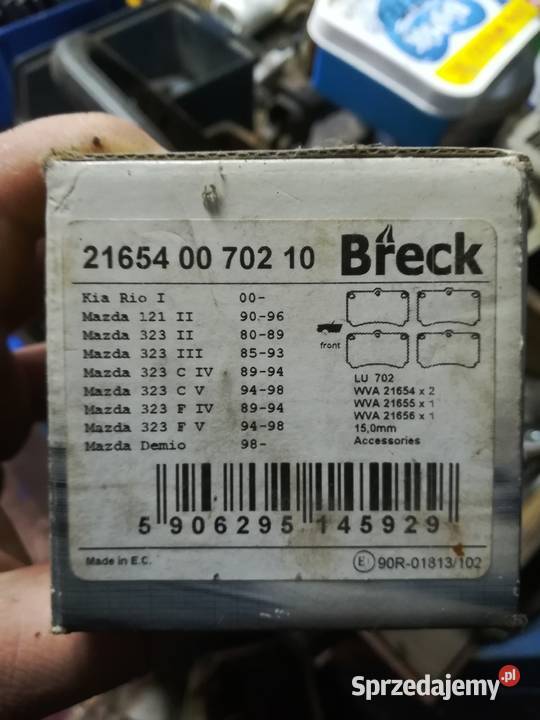 21654 00 702 10 Breck
Kia Rio I 00-
Mazda 121 II 90-96
Mazda 323 II 80-89
Mazda 323 III 85-93
Mazda 323 C IV 89-94
Mazda 323 C V 94-98
Mazda 323 F IV 89-94
Mazda 323 F V 94-98
Mazda Demio 98-
front
LU 702
WVA 21654 x 2
WVA 21655 x 1
WVA 21656 x 1
15,0mm
Accessories
5 906295 145929
Made in E.C.
90R-01813/102
Sprzedajemy.pl